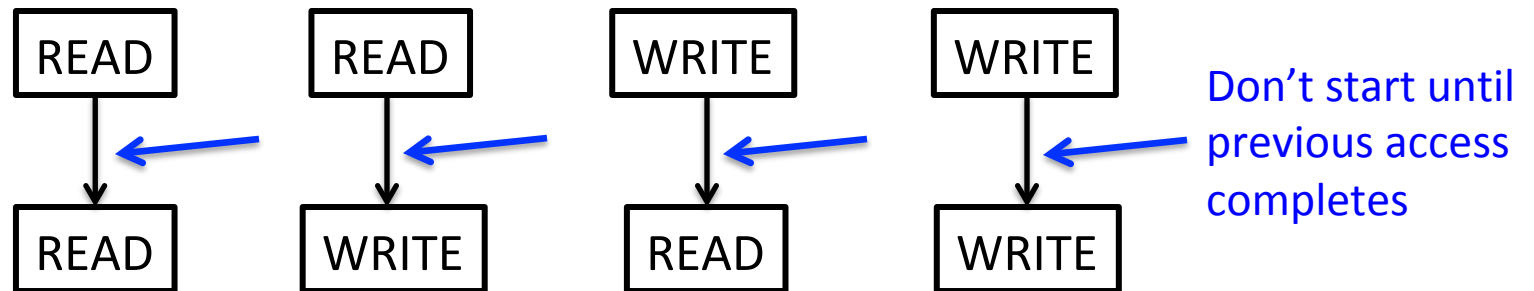 READ READ WRITE WRITE
Don’t start until
previous access
completes
READ WRITE READ WRITE